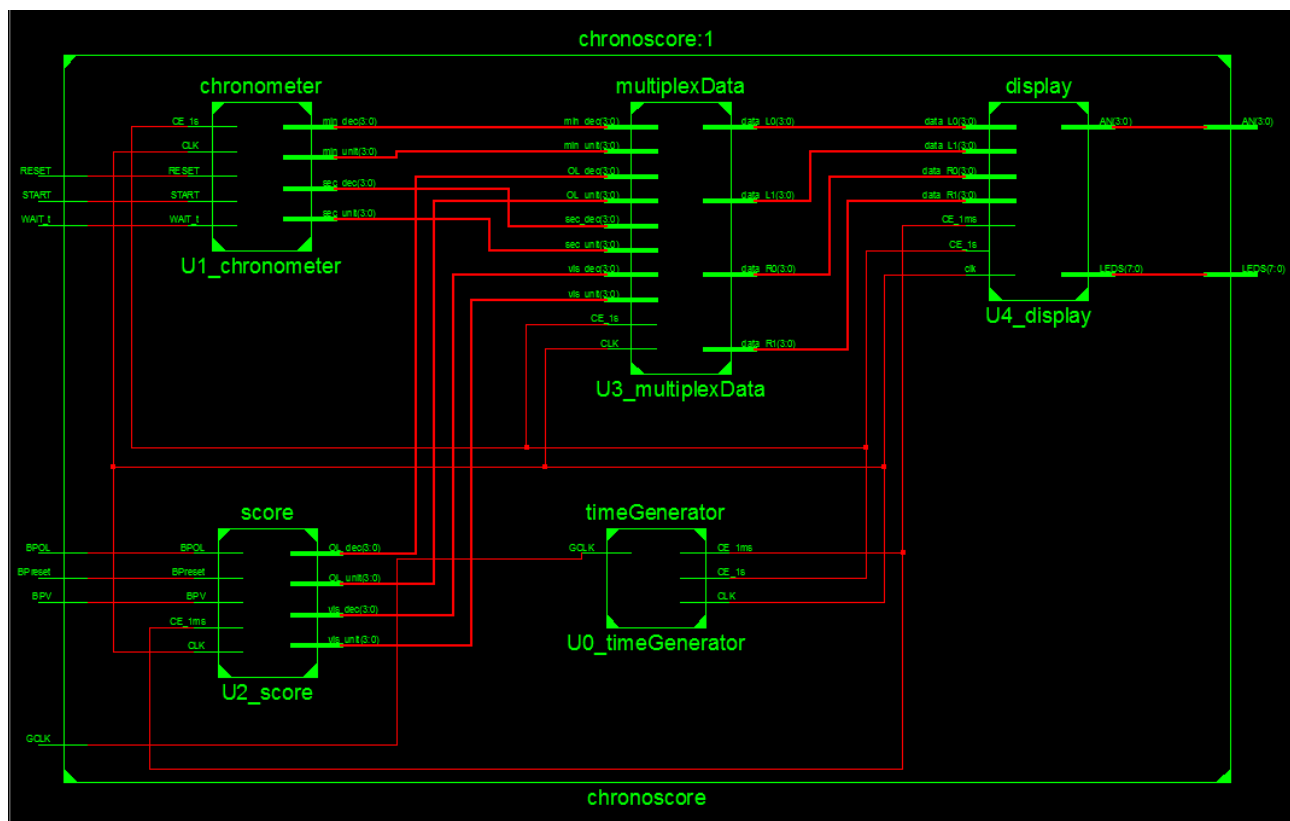 chronoscore:1
chronometer
CE_1s
CLK
RESET
START
WAIT_t
RESET
START
WAIT_t
min_dec(3:0)
min_unit(3:0)
sec_dec(3:0)
sec_unit(3:0)
U1_chronometer
multiplexData
min_dec(3:0)
min_unit(3:0)
OL_dec(3:0)
OL_unit(3:0)
sec_dec(3:0)
sec_unit(3:0)
vis_dec(3:0)
vis_unit(3:0)
CE_1s
CLK
data_L0(3:0)
data_L1(3:0)
data_R0(3:0)
data_R1(3:0)
U3_multiplexData
display
data_L0(3:0)
data_L1(3:0)
data_R0(3:0)
data_R1(3:0)
CE_1ms
CE_1s
clk
AN(3:0)
LEDS(7:0)
AN(3:0)
LEDS(7:0)
U4_display
score
BPOL
BPreset
BPV
BPOL
BPreset
BPV
CE_1ms
CLK
OL_dec(3:0)
OL_unit(3:0)
vis_dec(3:0)
vis_unit(3:0)
U2_score
timeGenerator
GCLK
CE_1ms
CE_1s
CLK
U0_timeGenerator
GCLK
chronoscore